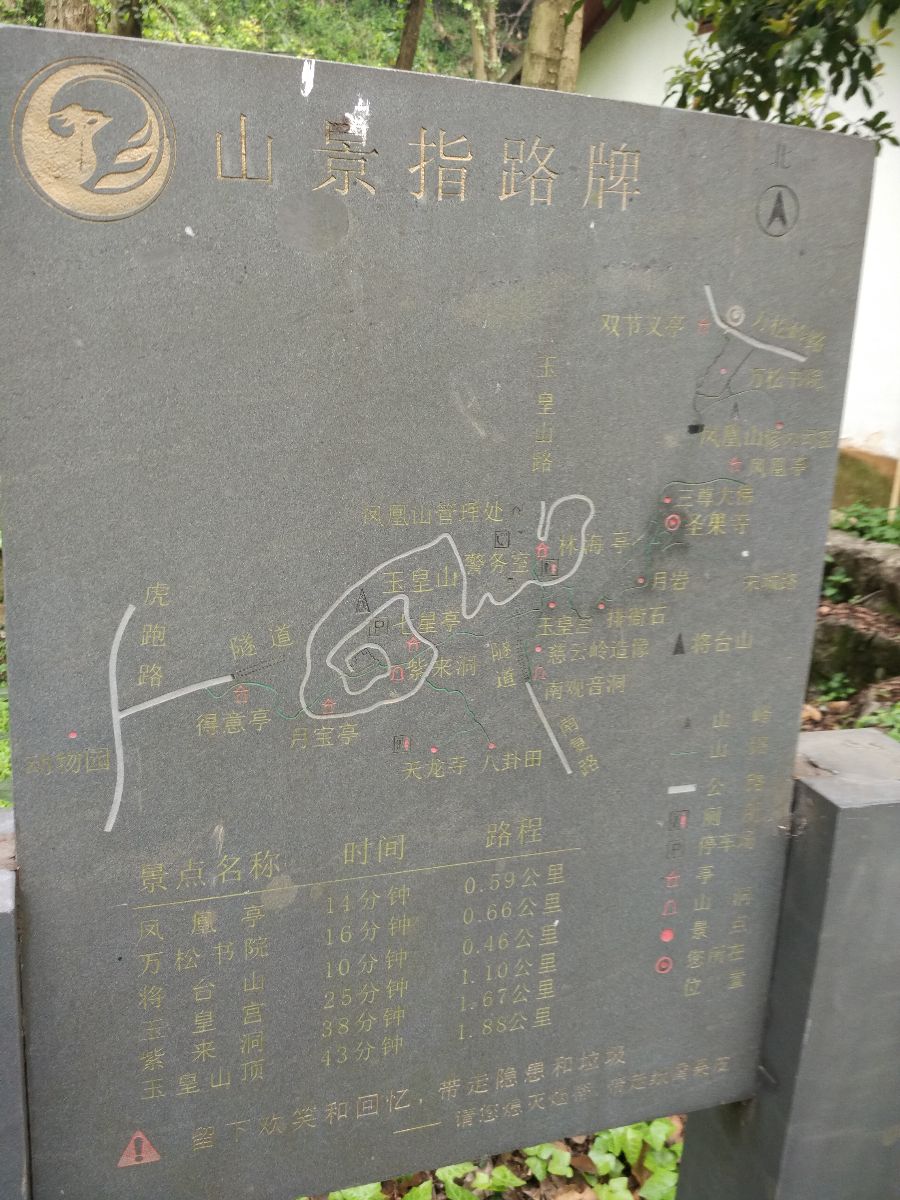 山景指路牌
北
双节义亭
万松岭路
万松书院
玉皇山路
凤凰亭
三尊大佛
圣果寺
凤凰山管理处
警务室
林海亭
月岩
玉皇山
七星亭
玉皇宫
排衙石
将台山
虎跑路
隧道
紫来洞
隧道
慈云岭造像
南观音洞
得意亭
月宝亭
动物园
天龙寺
八卦田
山岭
山路
公路
厕所
P 停车场
亭
山洞
景点
您所在位置
景点名称 时间 路程
凤凰亭 14分钟 0.59公里
万松书院 16分钟 0.66公里
将台山 10分钟 0.46公里
玉皇宫 25分钟 1.10公里
紫来洞 38分钟 1.67公里
玉皇山顶 43分钟 1.88公里
留下欢笑和回忆，带走隐患和垃圾